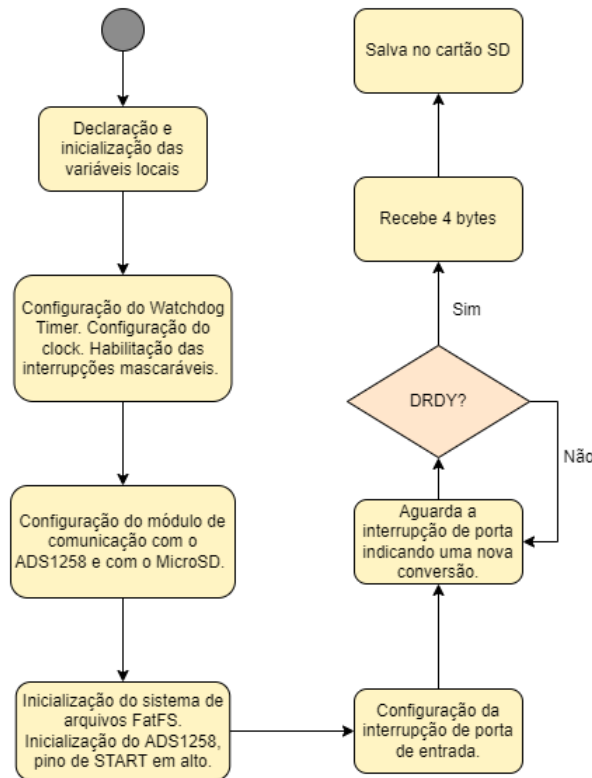 Declaração e
inicialização das
variáveis locais
Configuração do Watchdog
Timer. Configuração do
clock. Habilitação das
interrupções mascaráveis.
Configuração do módulo de
comunicação com o
ADS1258 e com o MicroSD.
Inicialização do sistema de
arquivos FatFS.
Inicialização do ADS1258,
pino de START em alto.
Configuração da
interrupção de porta
de entrada.
Aguarda a
interrupção de porta
indicando uma nova
conversão.
DRDY?
Não
Sim
Recebe 4 bytes
Salva no cartão SD